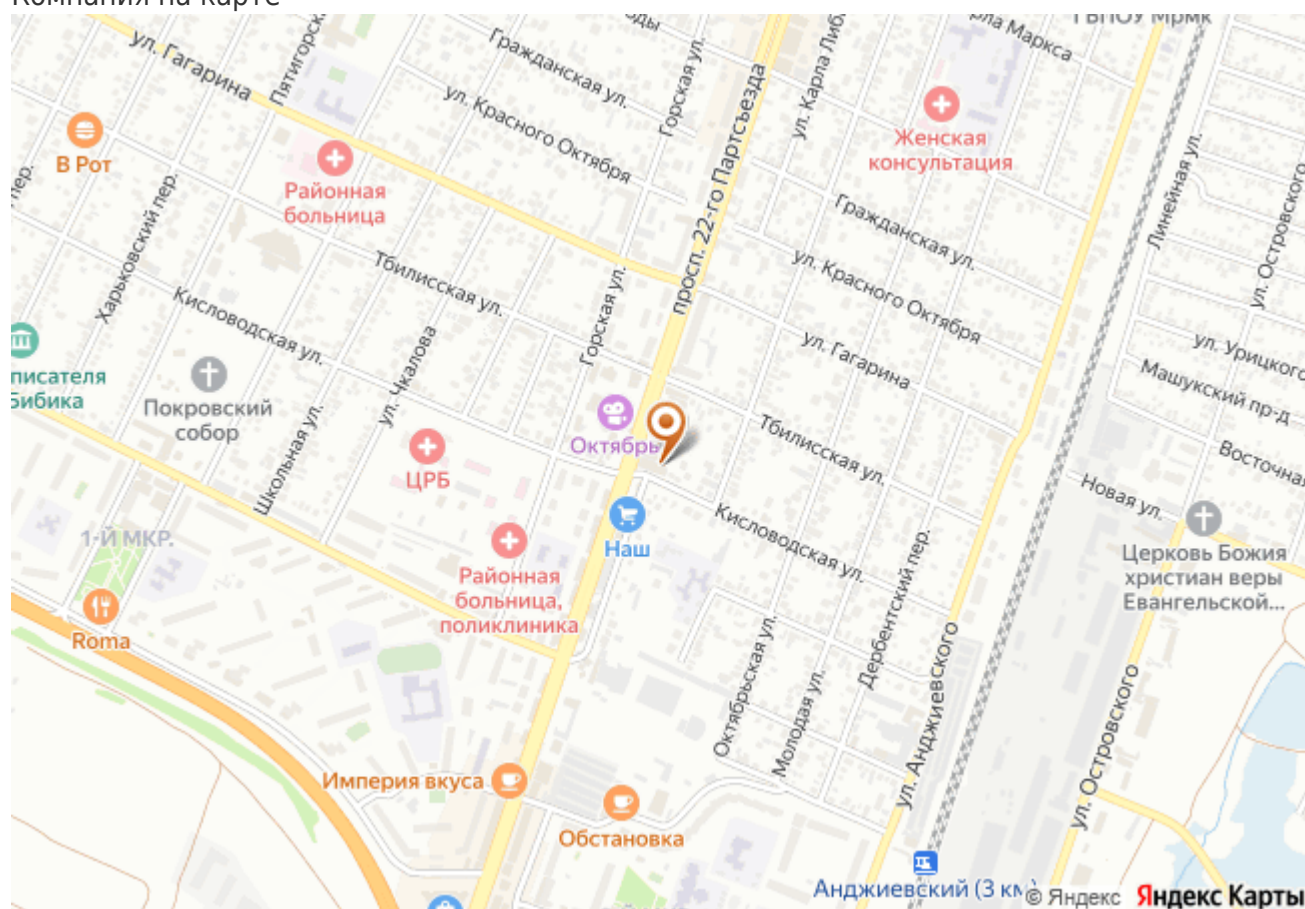 Компания на карте
ул. Гагарина
Пятигорск
Гражданская ул.
Горская ул.
просп. 22-го Партсъезда
ул. Карла Либ
рла Маркса
ГБПОУ Мрмк
ул. Красного Октября
Женская
консультация
В Рот
Районная
больница
пер.
Харьковский пер.
Линейная ул.
ул. Островского
Гражданская ул.
ул. Красного Октября
Тбилисская ул.
Кисловодская ул.
Горская ул.
ул. Чкалова
ул. Гагарина
ул. Урицкого
Машукский пр-д
писателя
Бибика
Покровский
собор
Школьная ул.
Октябрь
ЦРБ
Тбилисская ул.
Восточная
Новая ул.
1-Й МКР.
Наш
Кисловодская ул.
Церковь Божия
христиан веры
Евангельской...
Районная
больница,
поликлиника
Дербентский пер.
Roma
Октябрьская ул.
Молодая ул.
ул. Анджиевского
ул. Островского
Империя вкуса
Обстановка
Анджиевский (3 км)
© Яндекс Яндекс Карты